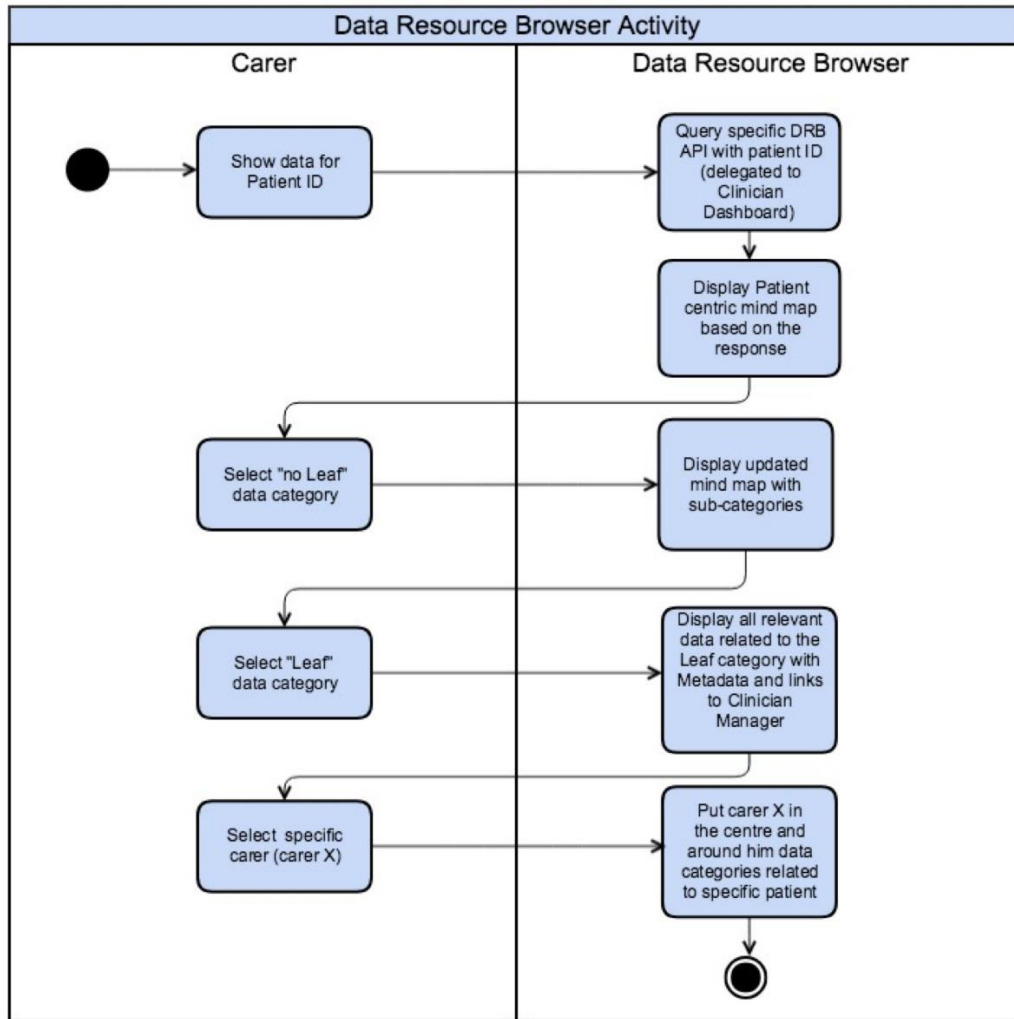 Data Resource Browser Activity
Carer
Data Resource Browser
Show data for
Patient ID
Query specific DRB
API with patient ID
(delegated to
Clinician
Dashboard)
Display Patient
centric mind map
based on the
response
Select "no Leaf"
data category
Display updated
mind map with
sub-categories
Select "Leaf"
data category
Display all relevant
data related to the
Leaf category with
Metadata and links
to Clinician
Manager
Select specific
carer (carer X)
Put carer X in
the centre and
around him data
categories related
to specific patient